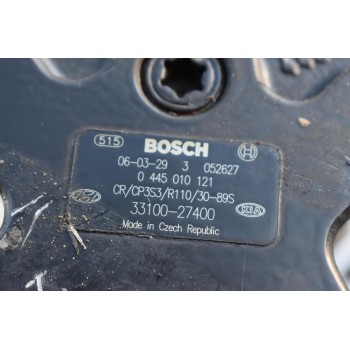 515 BOSCH
06-03-29 3 052627
0 445 010 121
CR/CP3S3/R110/30-89S
33100-27400
Made in Czech Republic